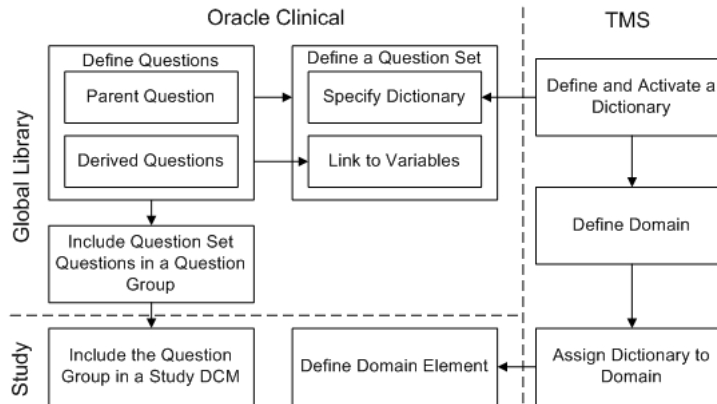 Oracle Clinical
TMS
Global Library
Define Questions
Parent Question
Derived Questions
Define a Question Set
Specify Dictionary
Link to Variables
Define and Activate a
Dictionary
Include Question Set
Questions in a Question
Group
Define Domain
Study
Include the Question
Group in a Study DCM
Define Domain Element
Assign Dictionary to
Domain